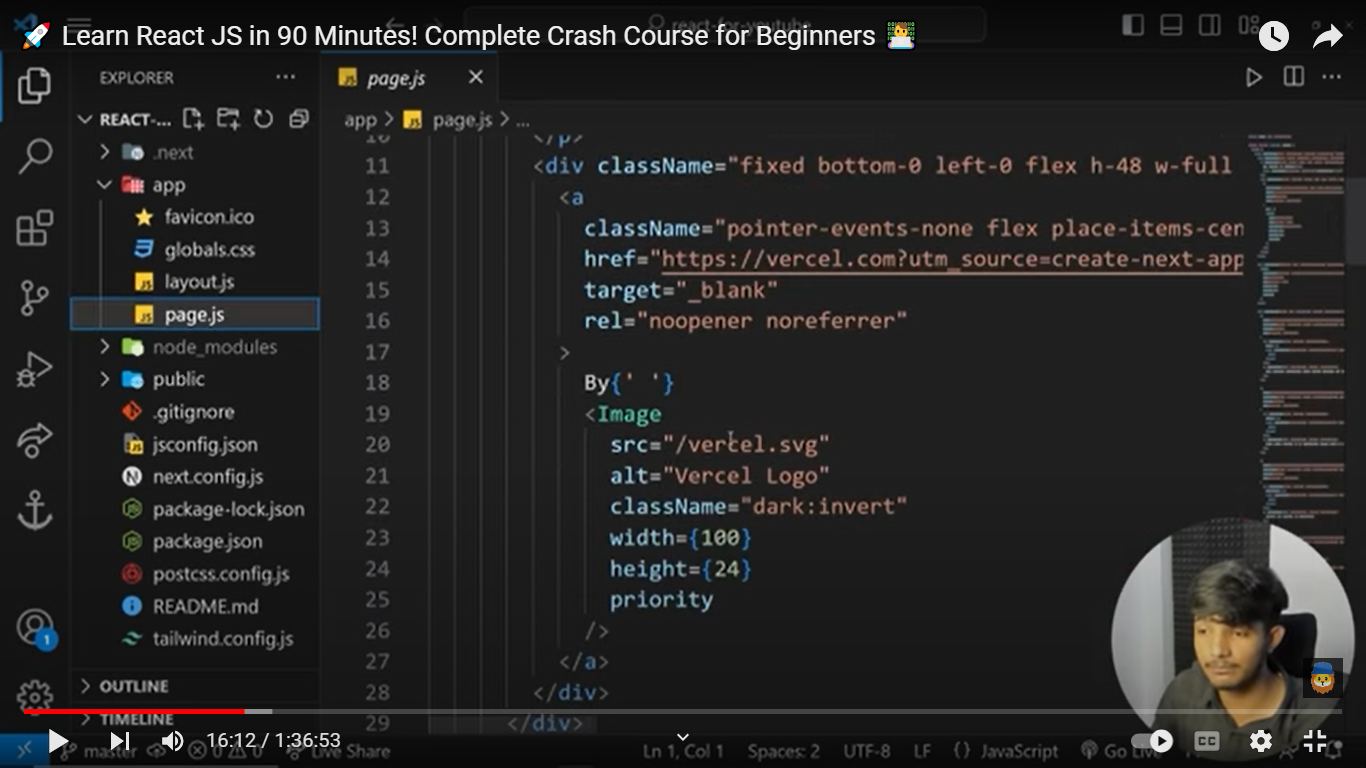 🚀 Learn React JS in 90 Minutes! Complete Crash Course for Beginners 👨‍💻
react-for-youtube
EXPLORER
REACT-...
.next
app
favicon.ico
globals.css
layout.js
page.js
node_modules
public
.gitignore
jsconfig.json
next.config.js
package-lock.json
package.json
postcss.config.js
README.md
tailwind.config.js
OUTLINE
TIMELINE
1
page.js
app > page.js > ...
10 </p>
11 <div className="fixed bottom-0 left-0 flex h-48 w-full
12 <a
13 className="pointer-events-none flex place-items-cen
14 href="https://vercel.com?utm_source=create-next-app
15 target="_blank"
16 rel="noopener noreferrer"
17 >
18 By{' '}
19 <Image
20 src="/vercel.svg"
21 alt="Vercel Logo"
22 className="dark:invert"
23 width={100}
24 height={24}
25 priority
26 />
27 </a>
28 </div>
29 </div>
16:12 / 1:36:53
CC
master 0 0 Live Share Ln 1, Col 1 Spaces: 2 UTF-8 LF {} JavaScript Go Live